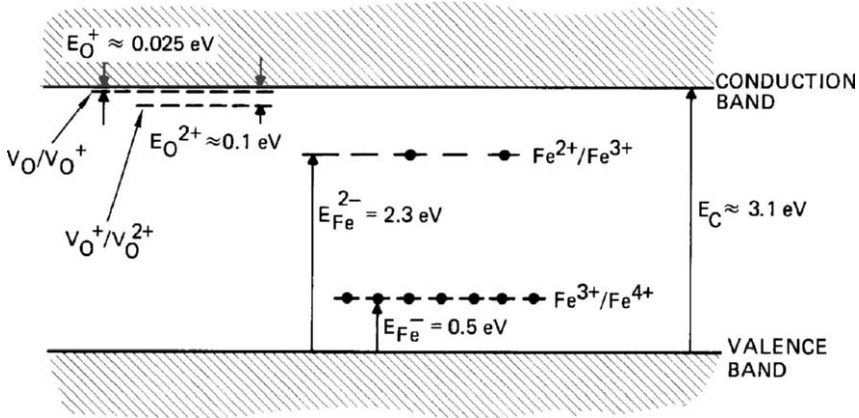 E_O^+ ≈ 0.025 eV
CONDUCTION
BAND
V_O/V_O^+
E_O^2+ ≈0.1 eV
Fe^2+/Fe^3+
V_O^+/V_O^2+
E_Fe^2- = 2.3 eV
E_C ≈ 3.1 eV
Fe^3+/Fe^4+
E_Fe^- = 0.5 eV
VALENCE
BAND